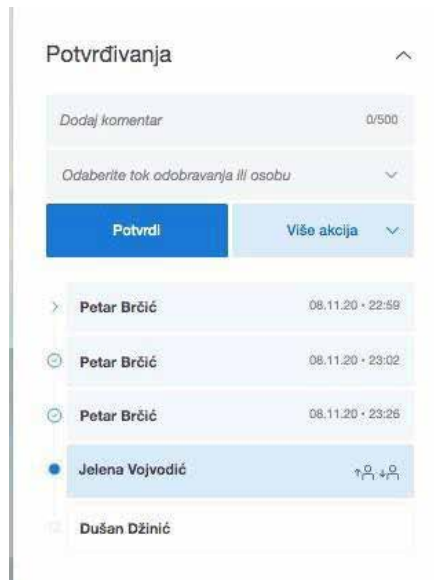 Potvrđivanja
Dodaj komentar 0/500
Odaberite tok odobravanja ili osobu
Potvrdi Više akcija
Petar Brčić 08.11.20 • 22:59
Petar Brčić 08.11.20 • 23:02
Petar Brčić 08.11.20 • 23:26
Jelena Vojvodić
Dušan Džinić